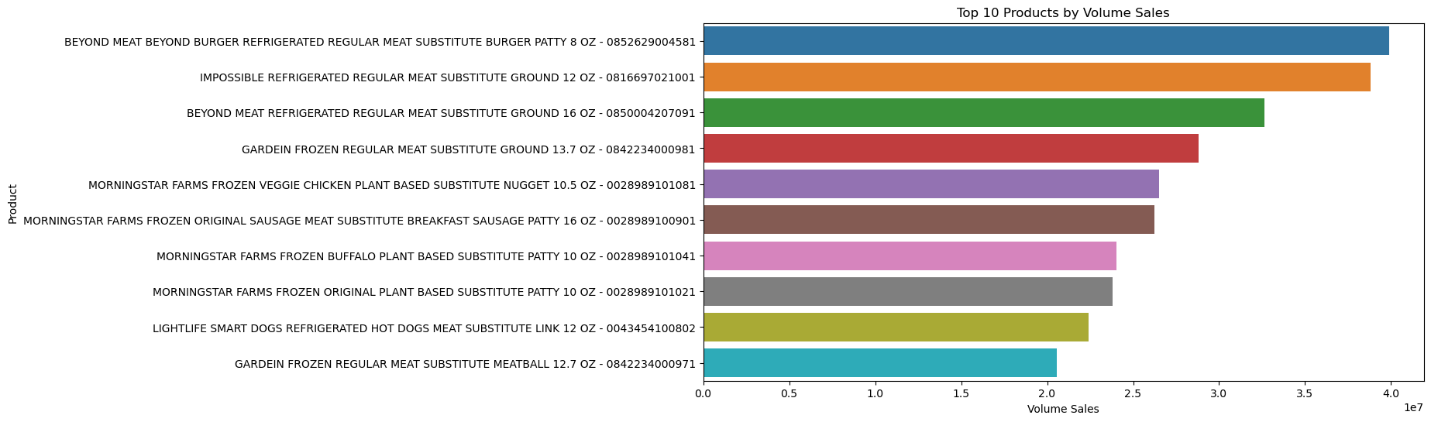 Top 10 Products by Volume Sales
BEYOND MEAT BEYOND BURGER REFRIGERATED REGULAR MEAT SUBSTITUTE BURGER PATTY 8 OZ - 0852629004581
IMPOSSIBLE REFRIGERATED REGULAR MEAT SUBSTITUTE GROUND 12 OZ - 0816697021001
BEYOND MEAT REFRIGERATED REGULAR MEAT SUBSTITUTE GROUND 16 OZ - 0850004207091
GARDEIN FROZEN REGULAR MEAT SUBSTITUTE GROUND 13.7 OZ - 0842234000981
MORNINGSTAR FARMS FROZEN VEGGIE CHICKEN PLANT BASED SUBSTITUTE NUGGET 10.5 OZ - 0028989101081
MORNINGSTAR FARMS FROZEN ORIGINAL SAUSAGE MEAT SUBSTITUTE BREAKFAST SAUSAGE PATTY 16 OZ - 0028989100901
MORNINGSTAR FARMS FROZEN BUFFALO PLANT BASED SUBSTITUTE PATTY 10 OZ - 0028989101041
MORNINGSTAR FARMS FROZEN ORIGINAL PLANT BASED SUBSTITUTE PATTY 10 OZ - 0028989101021
LIGHTLIFE SMART DOGS REFRIGERATED HOT DOGS MEAT SUBSTITUTE LINK 12 OZ - 0043454100802
GARDEIN FROZEN REGULAR MEAT SUBSTITUTE MEATBALL 12.7 OZ - 0842234000971
Product
0.0 0.5 1.0 1.5 2.0 2.5 3.0 3.5 4.0
1e7
Volume Sales